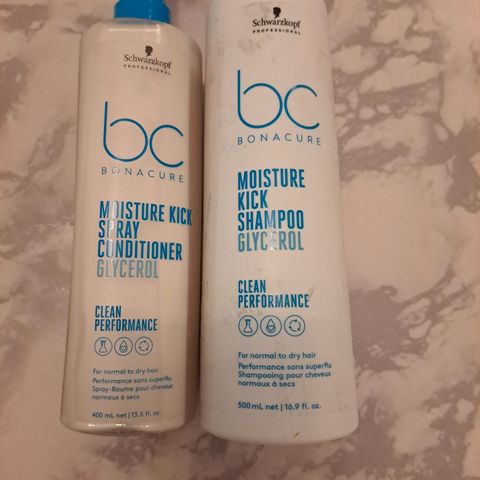 Schwarzkopf
PROFESSIONAL
bc
BONACURE
MOISTURE KICK
SPRAY
CONDITIONER
GLYCEROL
CLEAN
PERFORMANCE
For normal to dry hair
Performance sans superflu
Spray-Baume pour cheveux
normaux à secs
400 mL net | 13.5 fl. oz.
Schwarzkopf
PROFESSIONAL
bc
BONACURE
MOISTURE
KICK
SHAMPOO
GLYCEROL
CLEAN
PERFORMANCE
For normal to dry hair
Performance sans superflu
Shampooing pour cheveux
normaux à secs
500 mL net | 16.9 fl. oz.